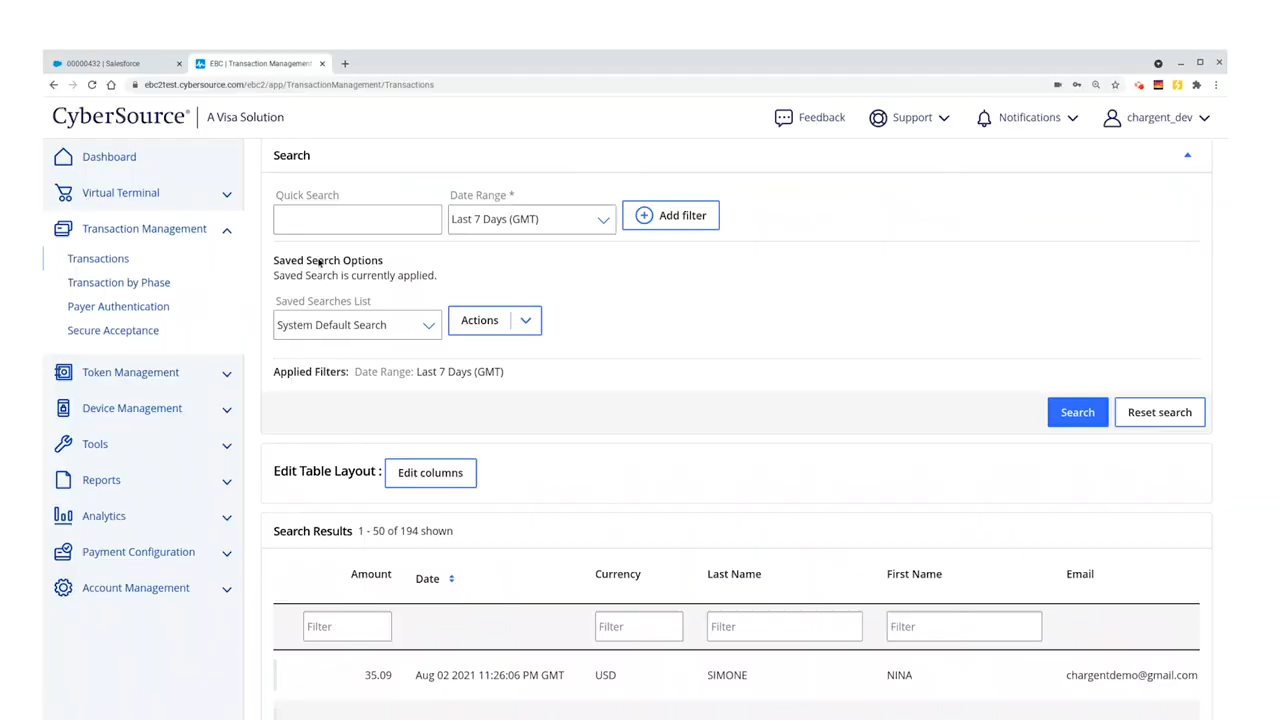 00000432 | Salesforce
EBC | Transaction Management
ebc2test.cybersource.com/ebc2/app/TransactionManagement/Transactions
CyberSource® | A Visa Solution
Feedback
Support
Notifications
chargent_dev
Dashboard
Virtual Terminal
Transaction Management
Transactions
Transaction by Phase
Payer Authentication
Secure Acceptance
Token Management
Device Management
Tools
Reports
Analytics
Payment Configuration
Account Management
Search
Quick Search
Date Range *
Last 7 Days (GMT)
Add filter
Saved Search Options
Saved Search is currently applied.
Saved Searches List
System Default Search
Actions
Applied Filters: Date Range: Last 7 Days (GMT)
Search
Reset search
Edit Table Layout :
Edit columns
Search Results 1 - 50 of 194 shown
Amount Date Currency Last Name First Name Email
Filter Filter Filter Filter
35.09 Aug 02 2021 11:26:06 PM GMT USD SIMONE NINA chargentdemo@gmail.com